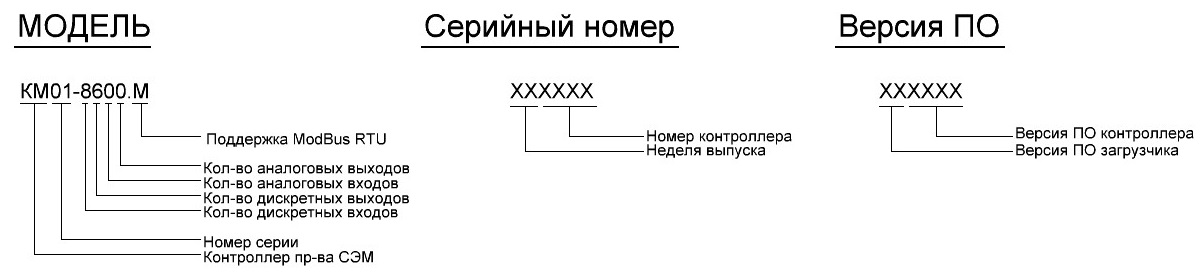 МОДЕЛЬ
КМ01-8600.М
Поддержка ModBus RTU
Кол-во аналоговых выходов
Кол-во аналоговых входов
Кол-во дискретных выходов
Кол-во дискретных входов
Номер серии
Контроллер пр-ва СЭМ
Серийный номер
XXXXXX
Номер контроллера
Неделя выпуска
Версия ПО
XXXXXX
Версия ПО контроллера
Версия ПО загрузчика